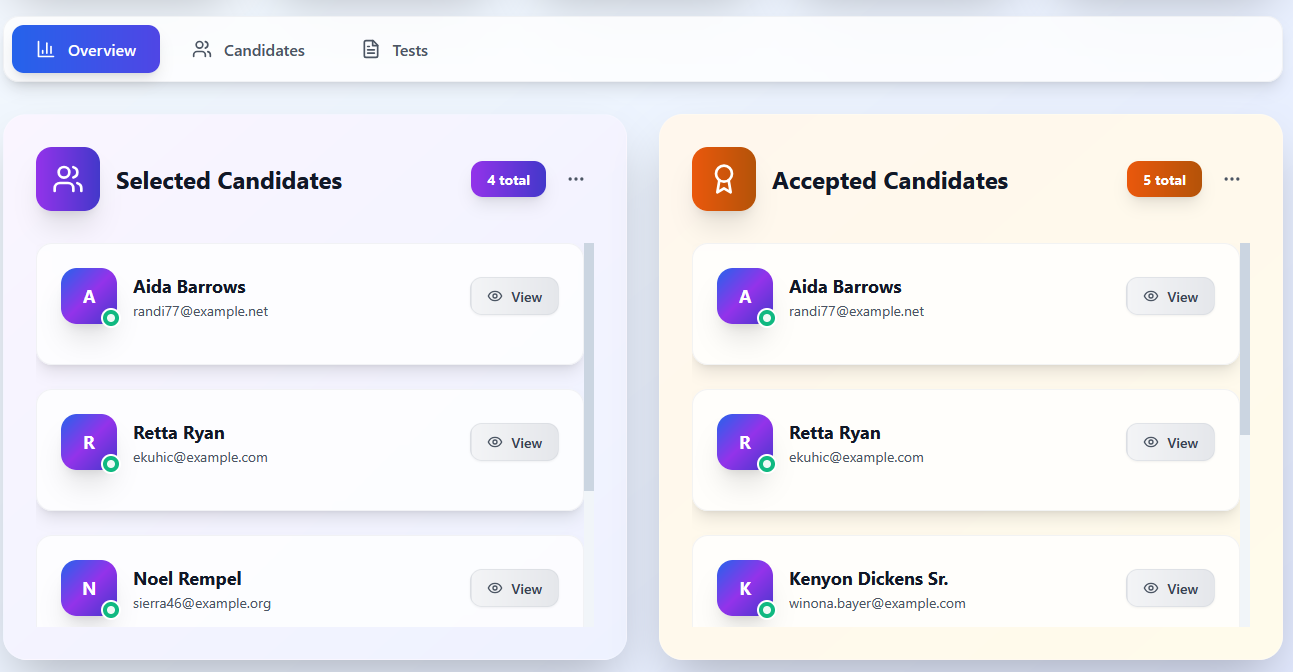 Overview
Candidates
Tests
Selected Candidates
4 total
A
Aida Barrows
randi77@example.net
View
R
Retta Ryan
ekuhic@example.com
View
N
Noel Rempel
sierra46@example.org
View
Accepted Candidates
5 total
A
Aida Barrows
randi77@example.net
View
R
Retta Ryan
ekuhic@example.com
View
K
Kenyon Dickens Sr.
winona.bayer@example.com
View